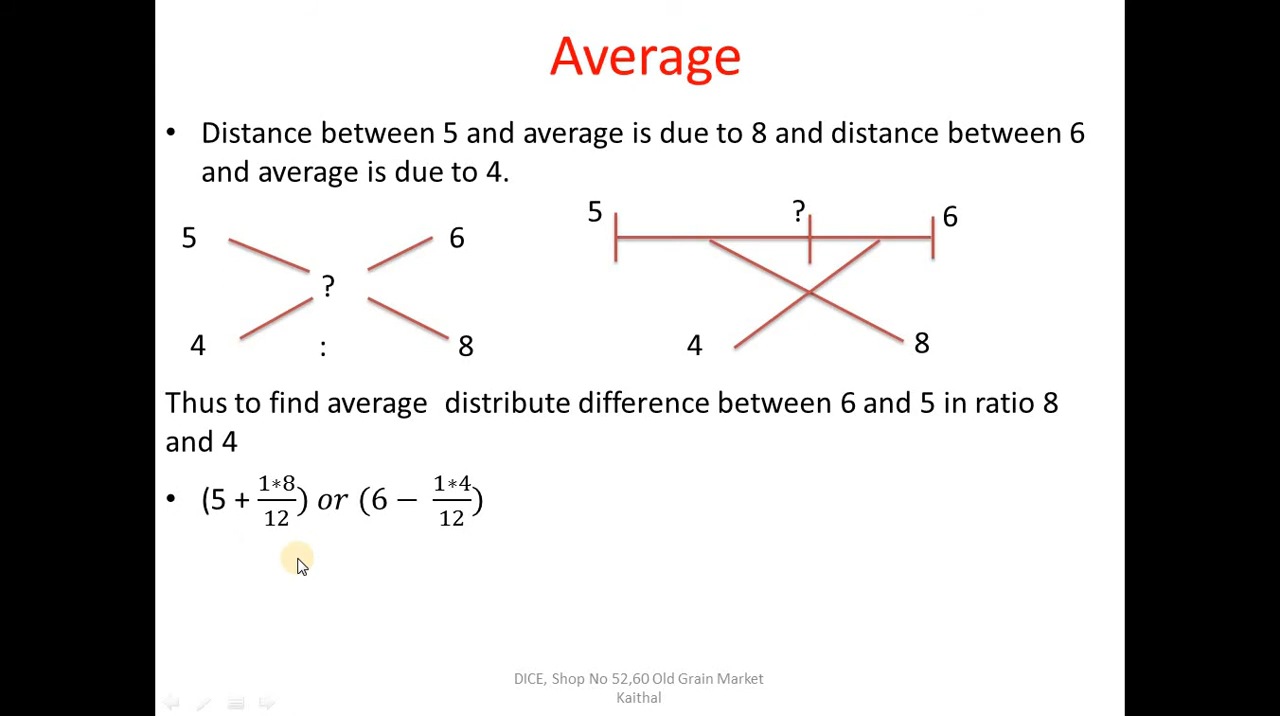 Average
• Distance between 5 and average is due to 8 and distance between 6
and average is due to 4.
5 6
?
4 : 8
5 ? 6
4 8
Thus to find average distribute difference between 6 and 5 in ratio 8
and 4
• (5 + 1*8/12) or (6 − 1*4/12)
DICE, Shop No 52,60 Old Grain Market
Kaithal